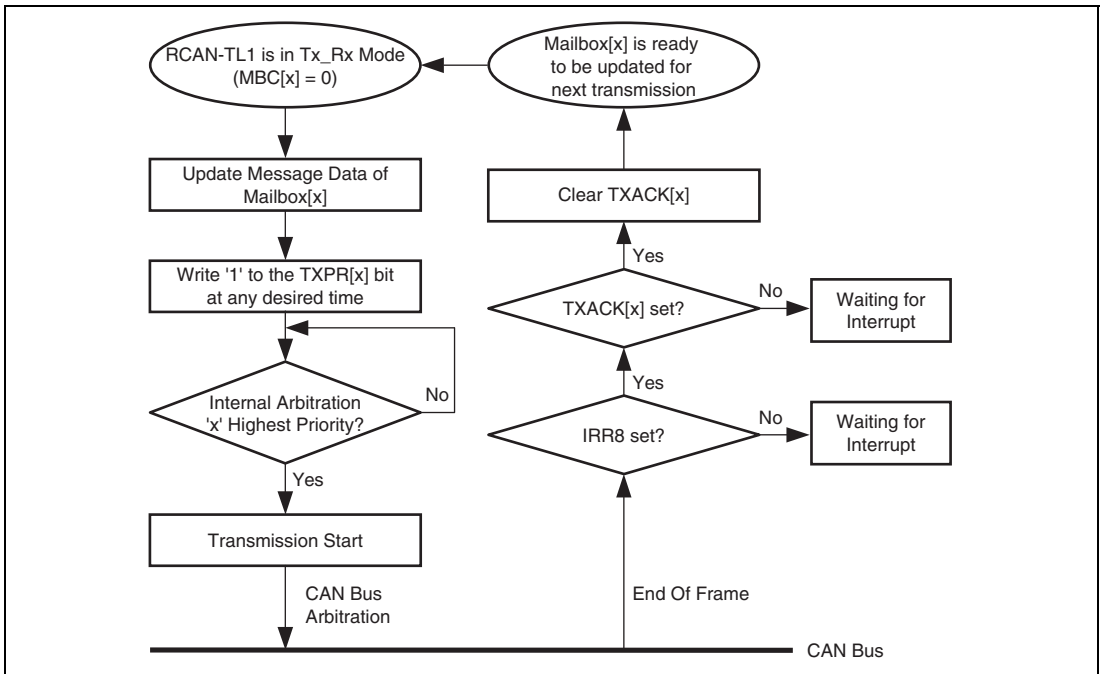 RCAN-TL1 is in Tx_Rx Mode
(MBC[x] = 0)
Update Message Data of
Mailbox[x]
Write '1' to the TXPR[x] bit
at any desired time
Internal Arbitration
'x' Highest Priority?
No
Yes
Transmission Start
CAN Bus
Arbitration
Mailbox[x] is ready
to be updated for
next transmission
Clear TXACK[x]
Yes
TXACK[x] set?
No
Waiting for
Interrupt
Yes
IRR8 set?
No
Waiting for
Interrupt
End Of Frame
CAN Bus